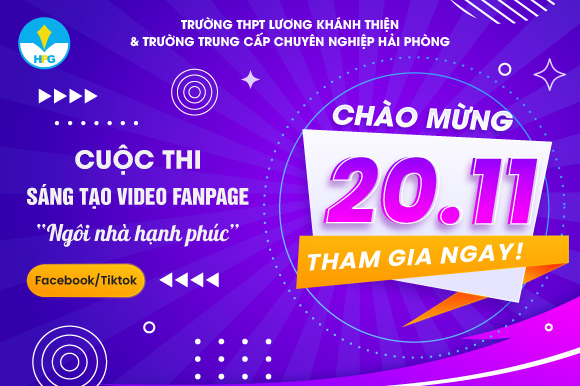 HPG
TRƯỜNG THPT LƯƠNG KHÁNH THIỆN
& TRƯỜNG TRUNG CẤP CHUYÊN NGHIỆP HẢI PHÒNG
CUỘC THI
SÁNG TẠO VIDEO FANPAGE
“Ngôi nhà hạnh phúc”
Facebook/Tiktok
CHÀO MỪNG
20.11
THAM GIA NGAY!